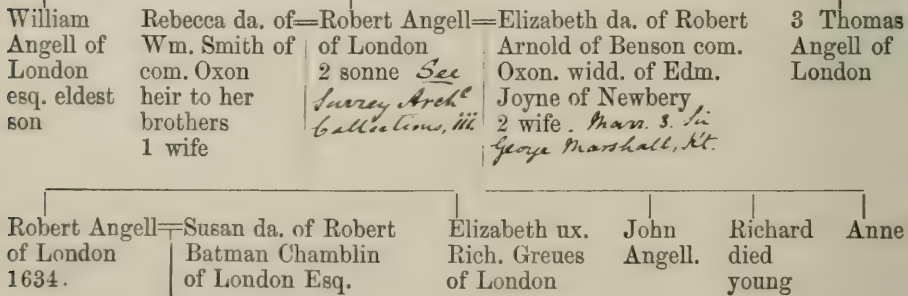 William
Angell of
London
esq. eldest
son
Rebecca da. of=Robert Angell=Elizabeth da. of Robert
Wm. Smith of
com. Oxon
heir to her
brothers
1 wife
of London
2 sonne See
Surrey Archc
Collections, iii.
Arnold of Benson com.
Oxon. widd. of Edm.
Joyne of Newbery
2 wife. Marr. 3. Sir
George Marshall, Kt.
3 Thomas
Angell of
London
Robert Angell=Susan da. of Robert
of London
1634.
Batman Chamblin
of London Esq.
Elizabeth ux.
Rich. Greues
of London
John
Angell.
Richard
died
young
Anne